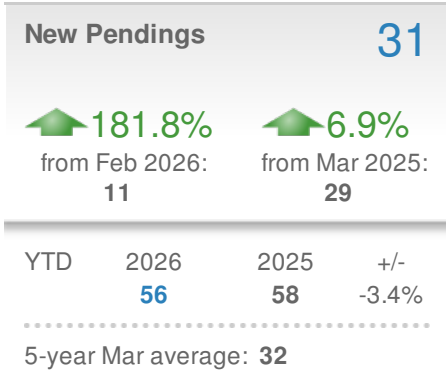 New Pendings 31
181.8% 6.9%
from Feb 2026: from Mar 2025:
11 29
YTD 2026 2025 +/-
56 58 -3.4%
5-year Mar average: 32